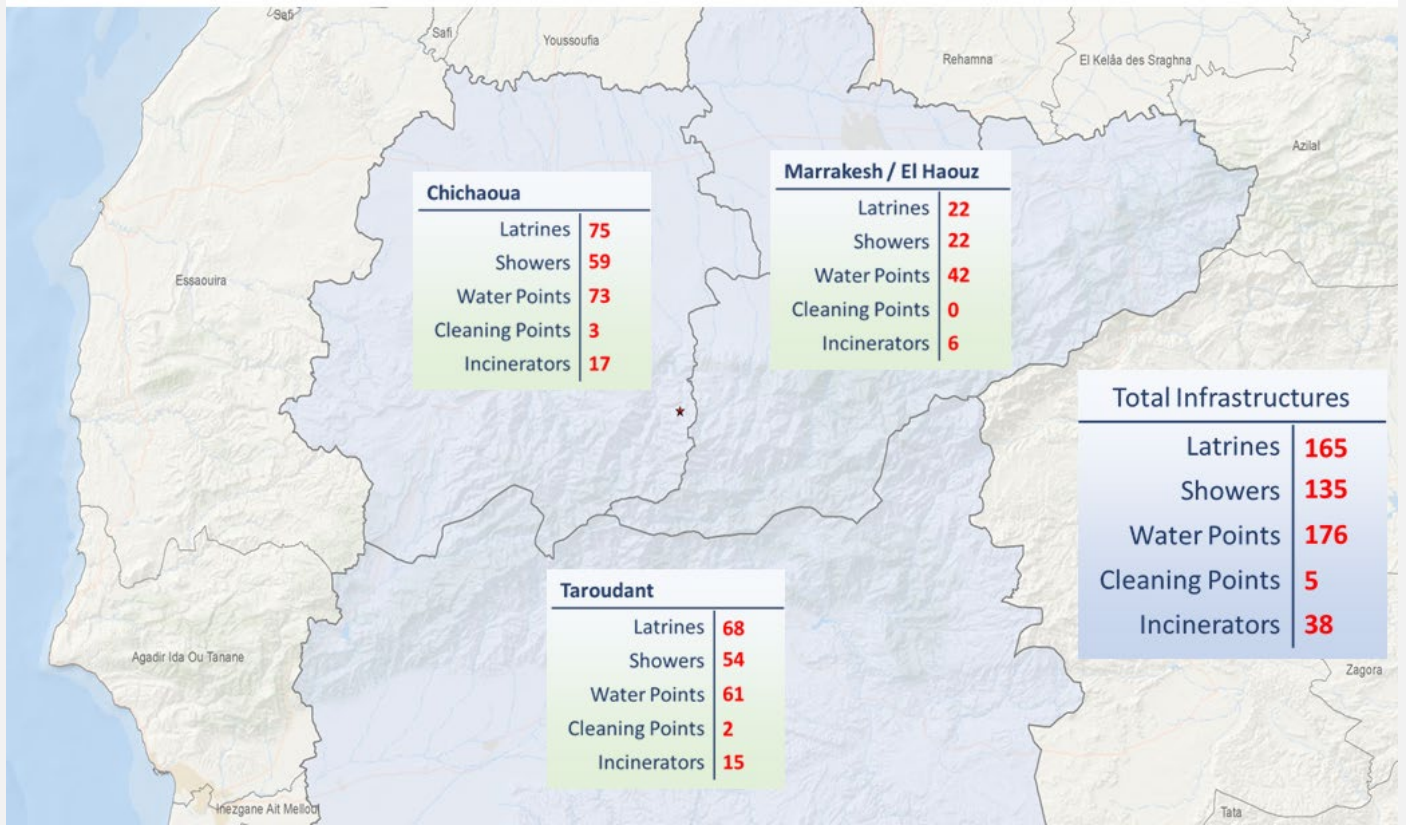 Safi
Safi
Youssoufia
Rehamna
El Kelâa des Sraghna
Azilal
Essaouira
Chichaoua
Latrines 75
Showers 59
Water Points 73
Cleaning Points 3
Incinerators 17
Marrakesh / El Haouz
Latrines 22
Showers 22
Water Points 42
Cleaning Points 0
Incinerators 6
Total Infrastructures
Latrines 165
Showers 135
Water Points 176
Cleaning Points 5
Incinerators 38
Taroudant
Latrines 68
Showers 54
Water Points 61
Cleaning Points 2
Incinerators 15
Agadir Ida Ou Tanane
Zagora
Inezgane Ait Melloul
Tata